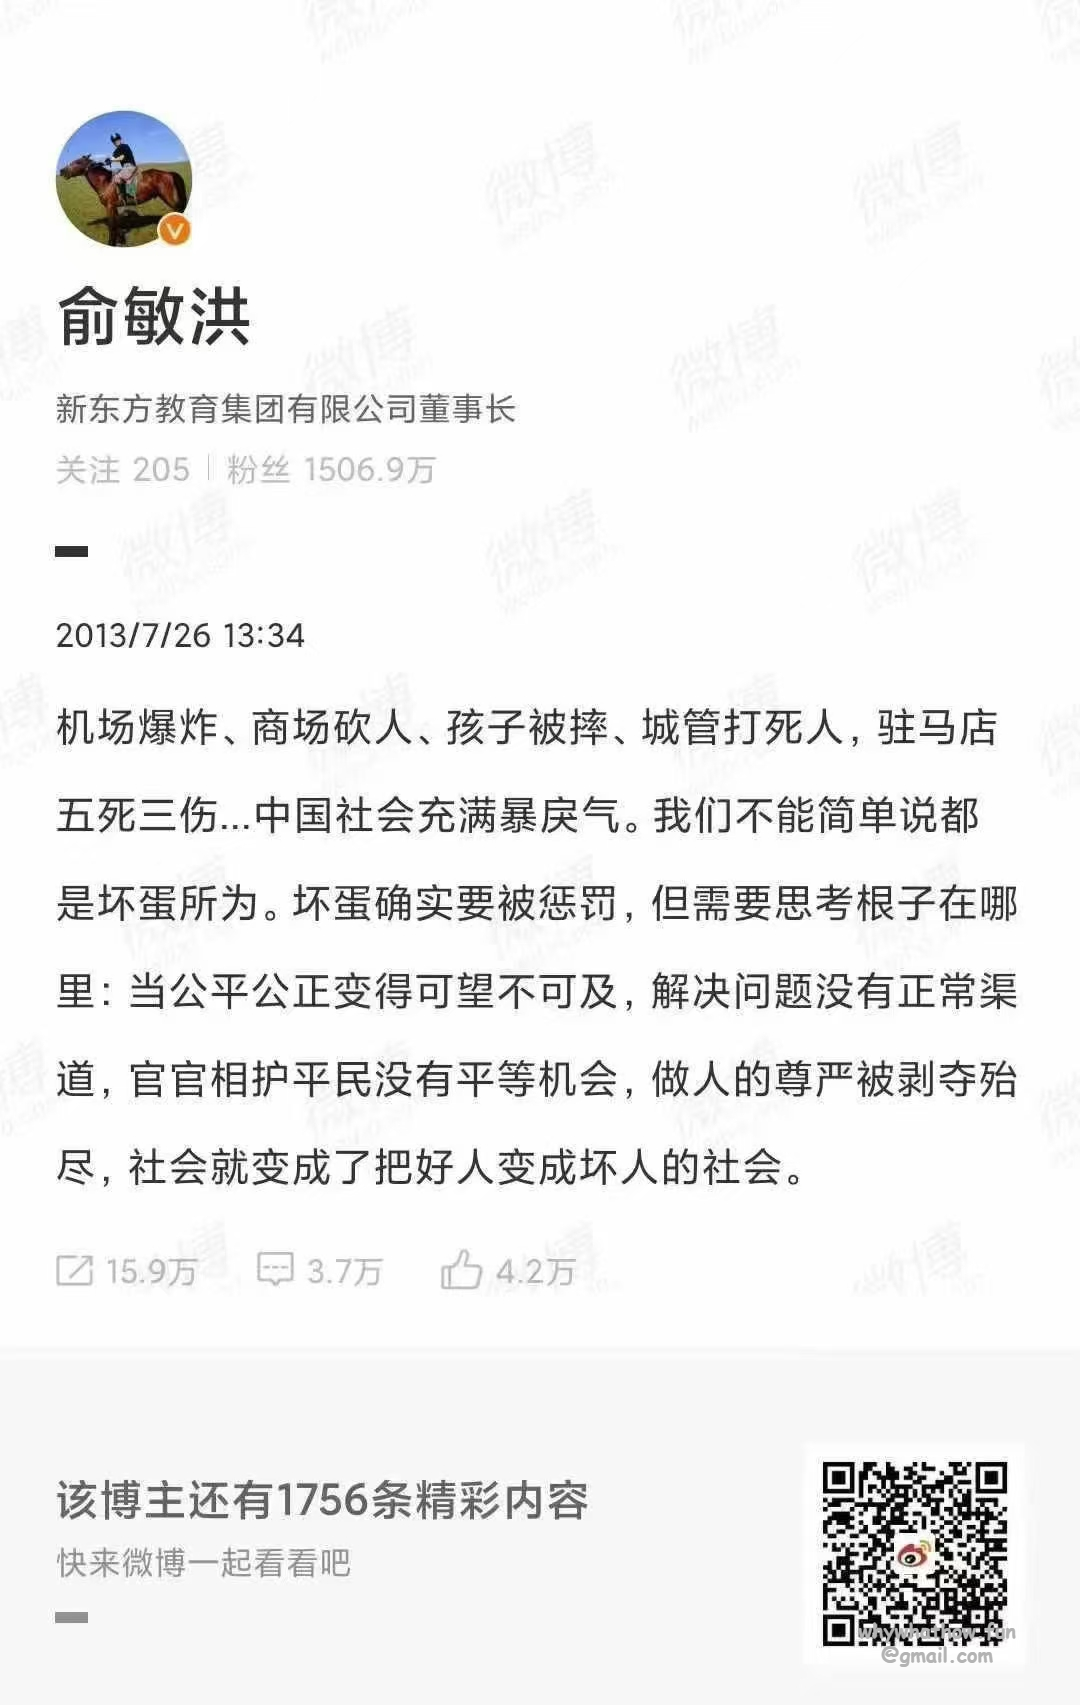 俞敏洪
新东方教育集团有限公司董事长
关注 205 | 粉丝 1506.9万
2013/7/26 13:34
机场爆炸、商场砍人、孩子被摔、城管打死人，驻马店
五死三伤...中国社会充满暴戾气。我们不能简单说都
是坏蛋所为。坏蛋确实要被惩罚，但需要思考根子在哪
里：当公平公正变得可望不可及，解决问题没有正常渠
道，官官相护平民没有平等机会，做人的尊严被剥夺殆
尽，社会就变成了把好人变成坏人的社会。
15.9万 3.7万 4.2万
该博主还有1756条精彩内容
快来微博一起看看吧
whywhathow.fun
@gmail.com